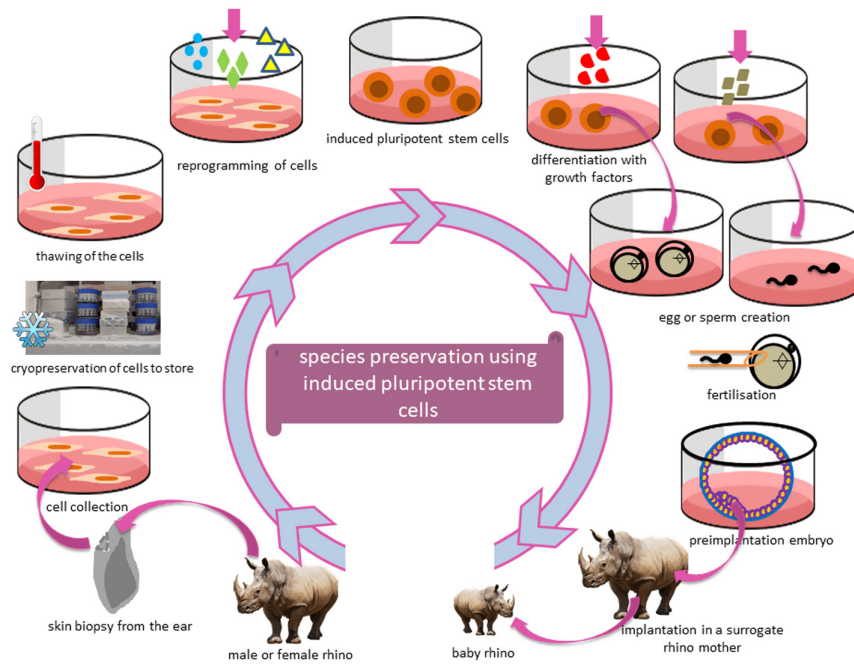 reprogramming of cells
induced pluripotent stem cells
differentiation with
growth factors
thawing of the cells
egg or sperm creation
cryopreservation of cells to store
species preservation using
induced pluripotent stem
cells
fertilisation
cell collection
preimplantation embryo
skin biopsy from the ear
male or female rhino
baby rhino
implantation in a surrogate
rhino mother